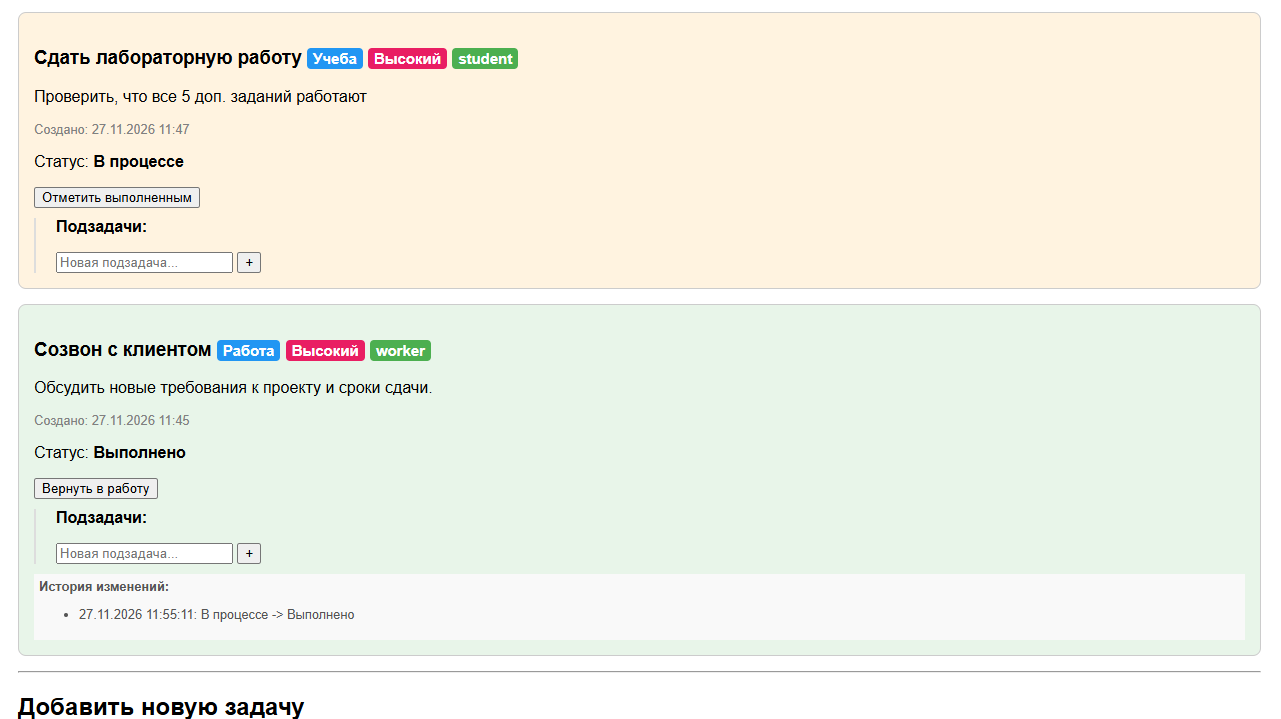 Сдать лабораторную работу Учеба Высокий student
Проверить, что все 5 доп. заданий работают
Создано: 27.11.2026 11:47
Статус: В процессе
Отметить выполненным
Подзадачи:
Новая подзадача... +
Созвон с клиентом Работа Высокий worker
Обсудить новые требования к проекту и сроки сдачи.
Создано: 27.11.2026 11:45
Статус: Выполнено
Вернуть в работу
Подзадачи:
Новая подзадача... +
История изменений:
• 27.11.2026 11:55:11: В процессе -> Выполнено
Добавить новую задачу